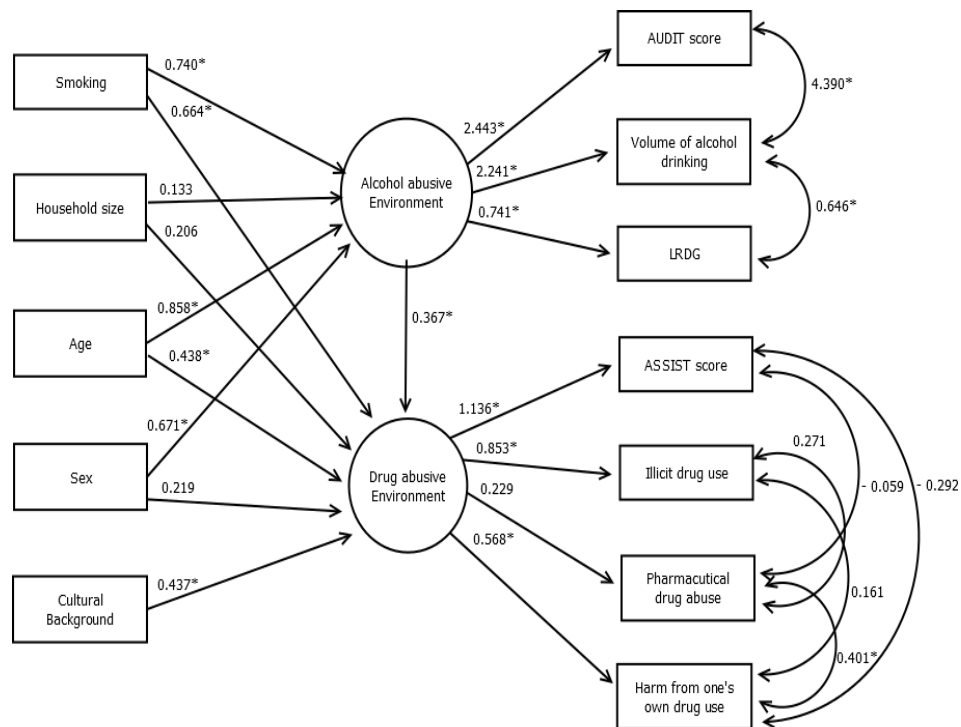 Smoking
Household size
Age
Sex
Cultural
Background
0.740*
0.664*
0.133
0.206
0.858*
0.438*
0.671*
0.219
0.437*
Alcohol abusive
Environment
0.367*
Drug abusive
Environment
2.443*
2.241*
0.741*
1.136*
0.853*
0.229
0.568*
AUDIT score
Volume of alcohol
drinking
LRDG
ASSIST score
Illicit drug use
Pharmacutical
drug abuse
Harm from one's
own drug use
4.390*
0.646*
0.271
- 0.059
- 0.292
0.161
0.401*